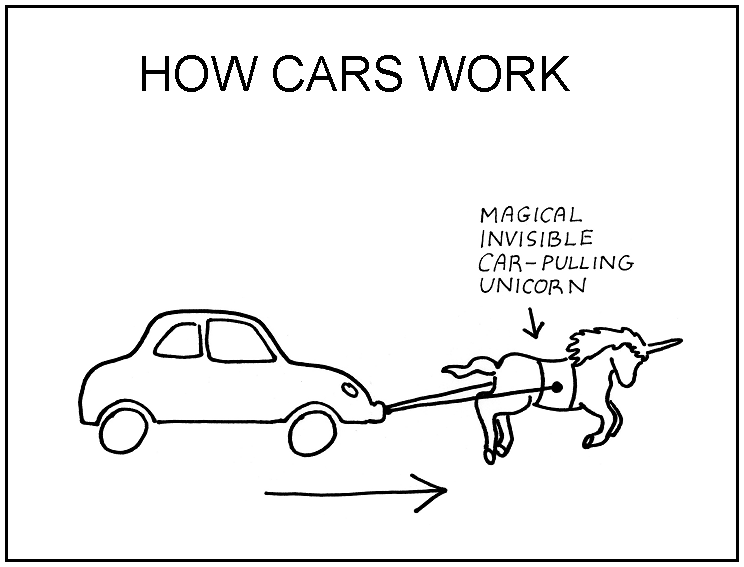 HOW CARS WORK
MAGICAL
INVISIBLE
CAR-PULLING
UNICORN